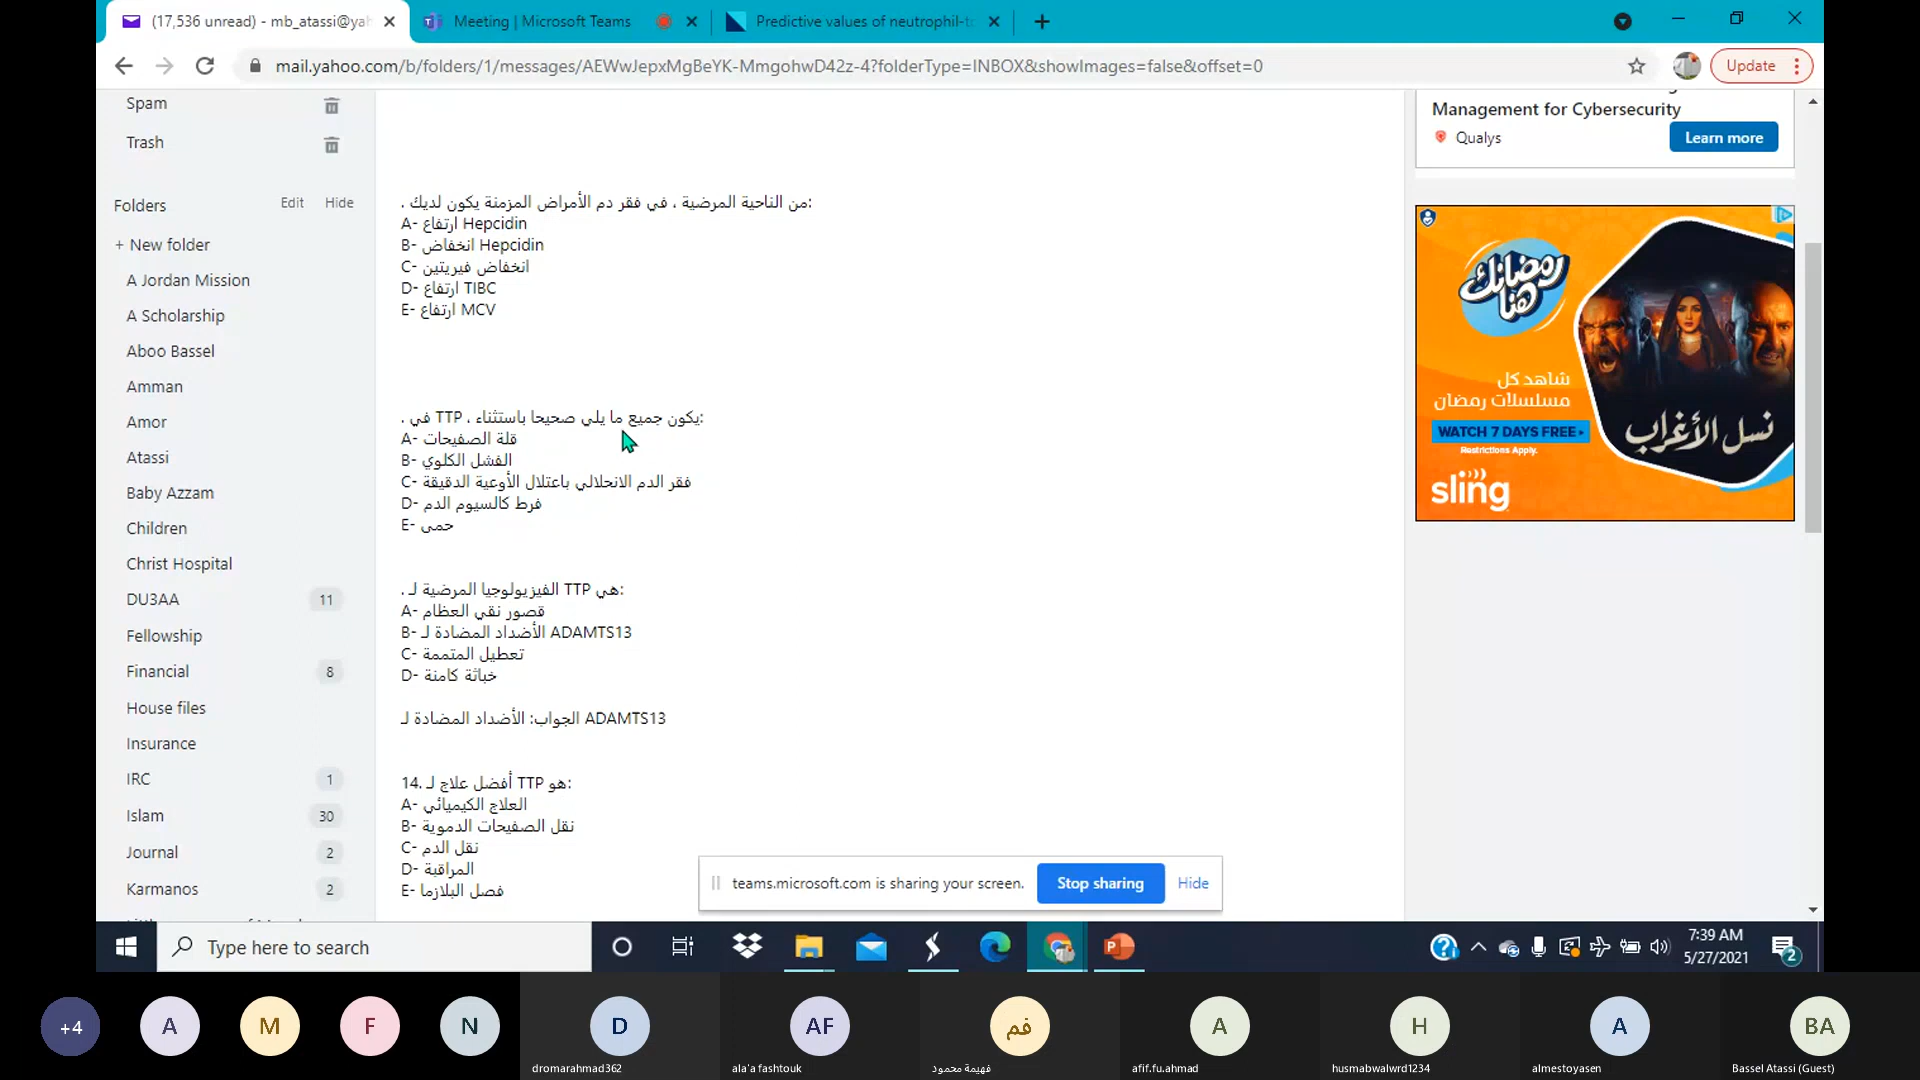 (17,536 unread) - mb_atassi@yah
Meeting | Microsoft Teams
Predictive values of neutrophil-to
mail.yahoo.com/b/folders/1/messages/AEWwJepxMgBeYK-MmgohwD42z-4?folderType=INBOX&showImages=false&offset=0
Update
Spam
Trash
Folders
Edit
Hide
+ New folder
A Jordan Mission
A Scholarship
Aboo Bassel
Amman
Amor
Atassi
Baby Azzam
Children
Christ Hospital
DU3AA 11
Fellowship
Financial 8
House files
Insurance
IRC 1
Islam 30
Journal 2
Karmanos 2
. من الناحية المرضية ، في فقر دم الأمراض المزمنة يكون لديك:
A- ارتفاع Hepcidin
B- انخفاض Hepcidin
C- انخفاض فيريتين
D- ارتفاع TIBC
E- ارتفاع MCV
. في TTP ، يكون جميع ما يلي صحيحا باستثناء:
A- قلة الصفيحات
B- الفشل الكلوي
C- فقر الدم الانحلالي باعتلال الأوعية الدقيقة
D- فرط كالسيوم الدم
E- حمى
. الفيزيولوجيا المرضية لـ TTP هي:
A- قصور نقي العظام
B- الأضداد المضادة لـ ADAMTS13
C- تعطيل المتممة
D- خباثة كامنة
الجواب: الأضداد المضادة لـ ADAMTS13
14. أفضل علاج لـ TTP هو:
A- العلاج الكيميائي
B- نقل الصفيحات الدموية
C- نقل الدم
D- المراقبة
E- فصل البلازما
Management for Cybersecurity
Qualys
Learn more
رمضانك هنا
شاهد كل
مسلسلات رمضان
WATCH 7 DAYS FREE
Restrictions Apply.
sling
نسل الأغراب
teams.microsoft.com is sharing your screen.
Stop sharing
Hide
Type here to search
7:39 AM
5/27/2021
2
+4
A
M
F
N
D
AF
فم
A
H
A
BA
dromarahmad362
ala'a fashtouk
فهيمة محمود
afif.fu.ahmad
husmabwalwrd1234
almestoyasen
Bassel Atassi (Guest)